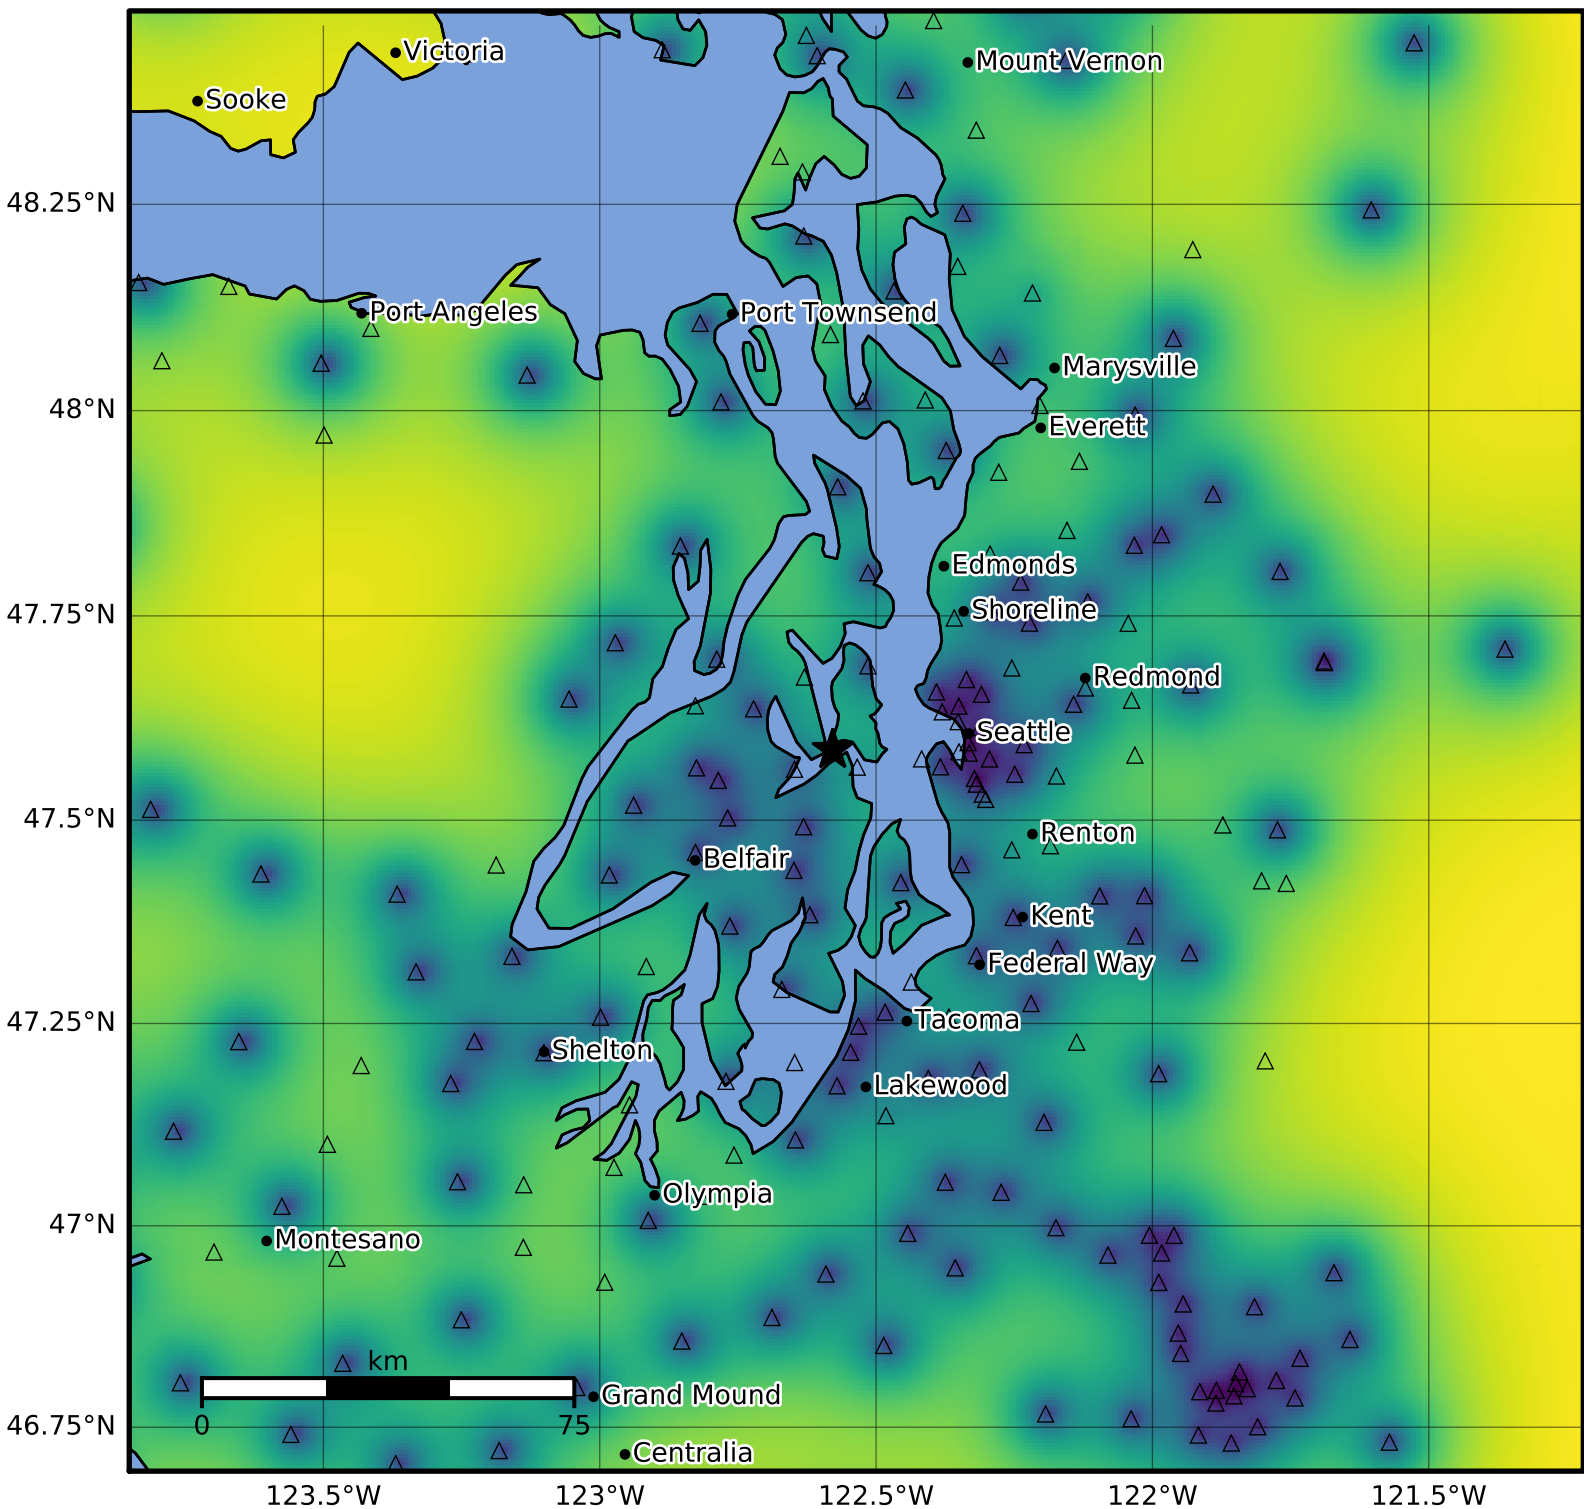 Victoria
Mount Vernon
Sooke
48.25°N
Port Angeles
Port Townsend
Marysville
48°N
Everett
Edmonds
Shoreline
47.75°N
Redmond
Seattle
47.5°N
Renton
Belfair
Kent
Federal Way
47.25°N
Tacoma
Shelton
Lakewood
Olympia
47°N
Montesano
km
Grand Mound
0
75
46.75°N
Centralia
123.5°W
123°W
122.5°W
122°W
121.5°W